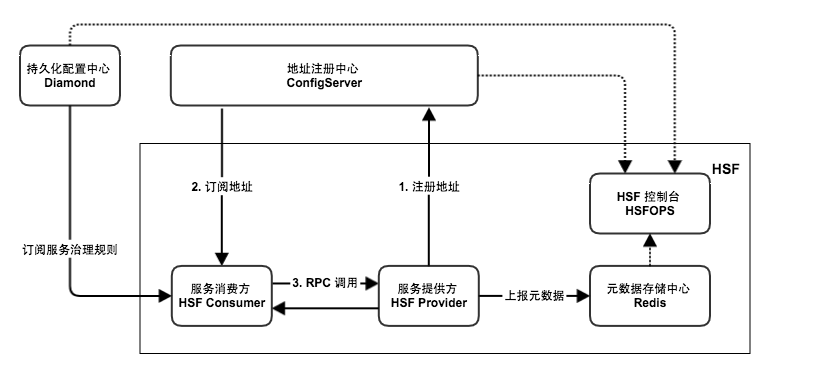 持久化配置中心
Diamond
地址注册中心
ConfigServer
HSF
2. 订阅地址
1. 注册地址
HSF 控制台
HSFOPS
订阅服务治理规则
服务消费方
HSF Consumer
3. RPC 调用
服务提供方
HSF Provider
上报元数据
元数据存储中心
Redis